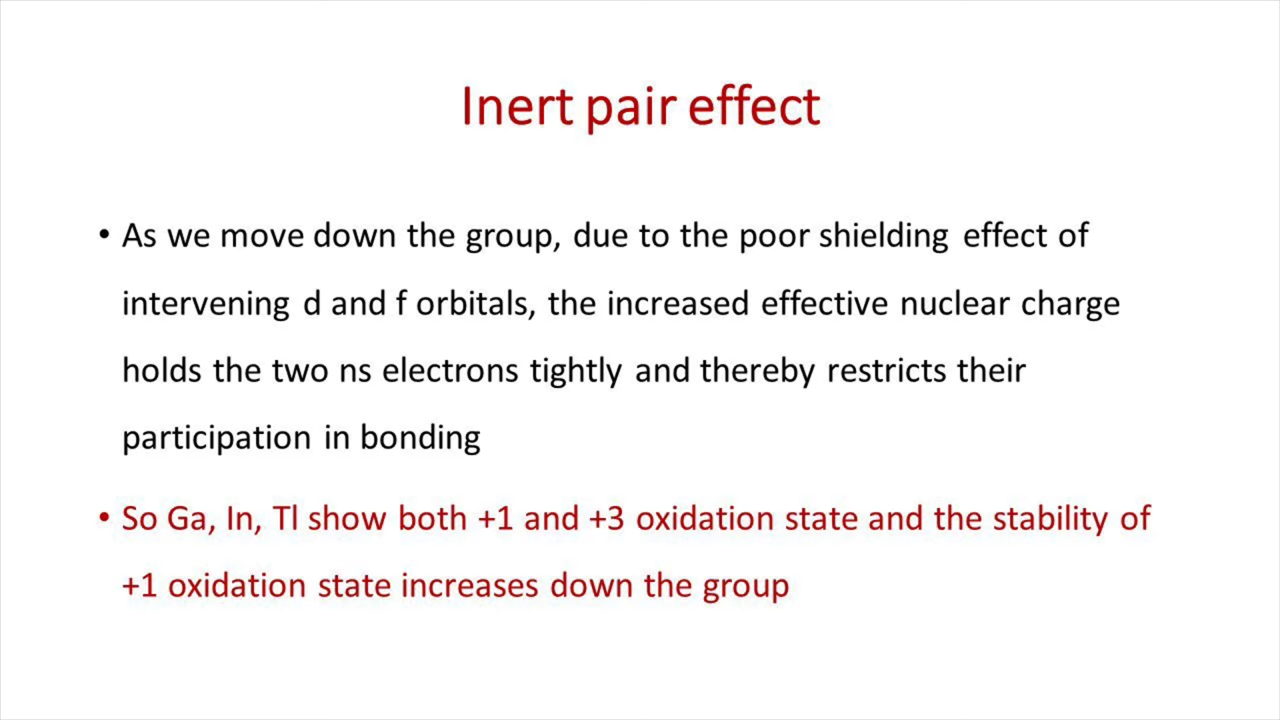 Inert pair effect
• As we move down the group, due to the poor shielding effect of
intervening d and f orbitals, the increased effective nuclear charge
holds the two ns electrons tightly and thereby restricts their
participation in bonding
• So Ga, In, Tl show both +1 and +3 oxidation state and the stability of
+1 oxidation state increases down the group